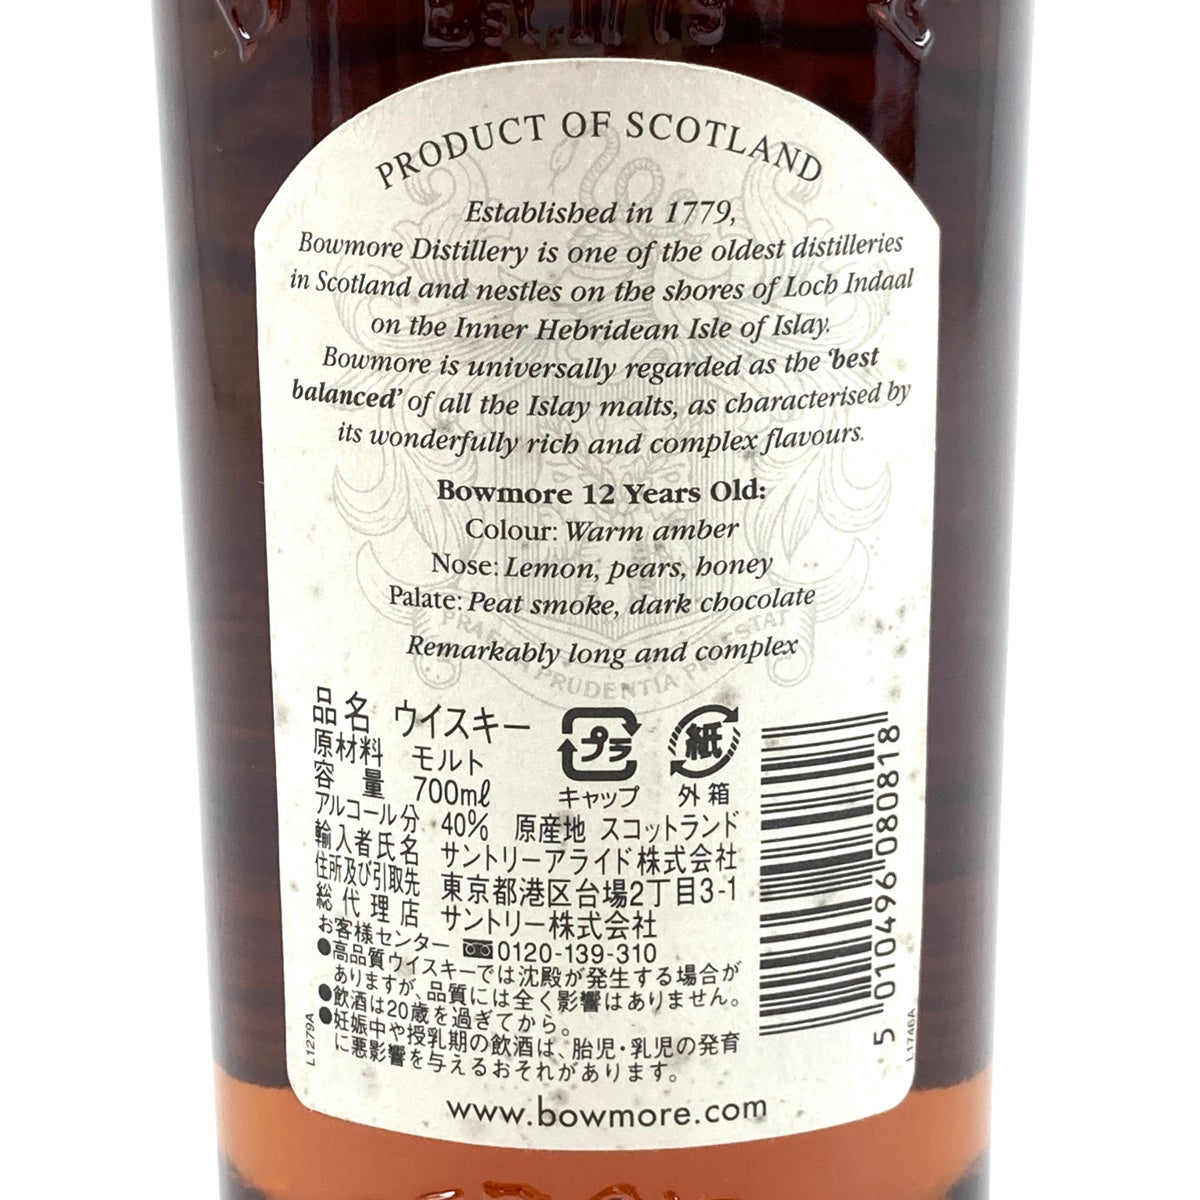 Est.1779
PRODUCT OF SCOTLAND
Established in 1779,
Bowmore Distillery is one of the oldest distilleries
in Scotland and nestles on the shores of Loch Indaal
on the Inner Hebridean Isle of Islay.
Bowmore is universally regarded as the 'best
balanced' of all the Islay malts, as characterised by
its wonderfully rich and complex flavours.
Bowmore 12 Years Old:
Colour: Warm amber
Nose: Lemon, pears, honey
Palate: Peat smoke, dark chocolate
Remarkably long and complex
PRUDENTIA
品名 ウイスキー
原材料 モルト
容量 700mℓ
プラ 紙
キャップ 外箱
アルコール分 40% 原産地 スコットランド
輸入者氏名 サントリーアライド株式会社
住所及び引取先 東京都港区台場2丁目3-1
総代理店 サントリー株式会社
お客様センター 0120-139-310
●高品質ウイスキーでは沈殿が発生する場合が
ありますが、品質には全く影響はありません。
●飲酒は20歳を過ぎてから。
●妊娠中や授乳期の飲酒は、胎児・乳児の発育
に悪影響を与えるおそれがあります。
5 010496 080818
L1279A
L1746A
www.bowmore.com